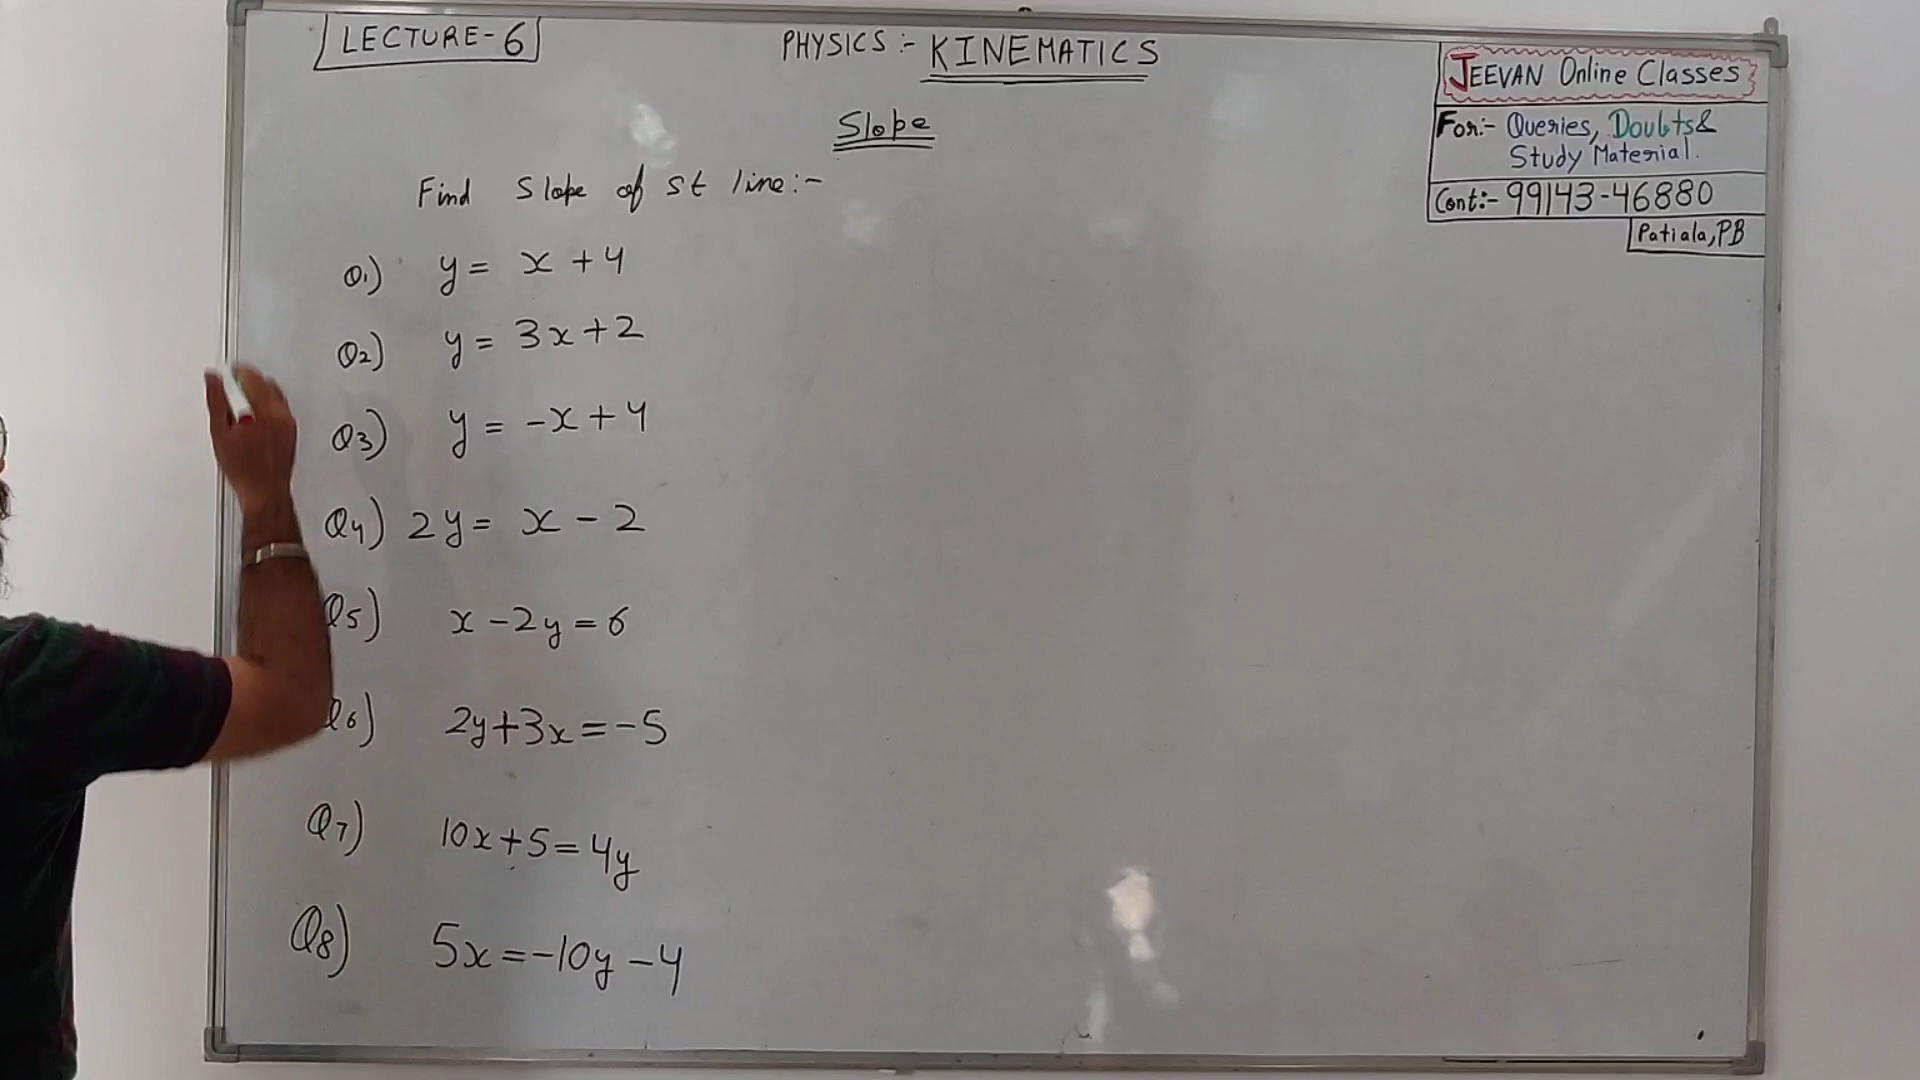 LECTURE-6
PHYSICS:- KINEMATICS
JEEVAN Online Classes
For:- Queries, Doubts &
Study Material.
Cont:- 99143-46880
Patiala, PB
Slope
Find Slope of st line:-
Q1) y = x + 4
Q2) y = 3x + 2
Q3) y = -x + 4
Q4) 2y = x - 2
Q5) x - 2y = 6
Q6) 2y + 3x = -5
Q7) 10x + 5 = 4y
Q8) 5x = -10y - 4